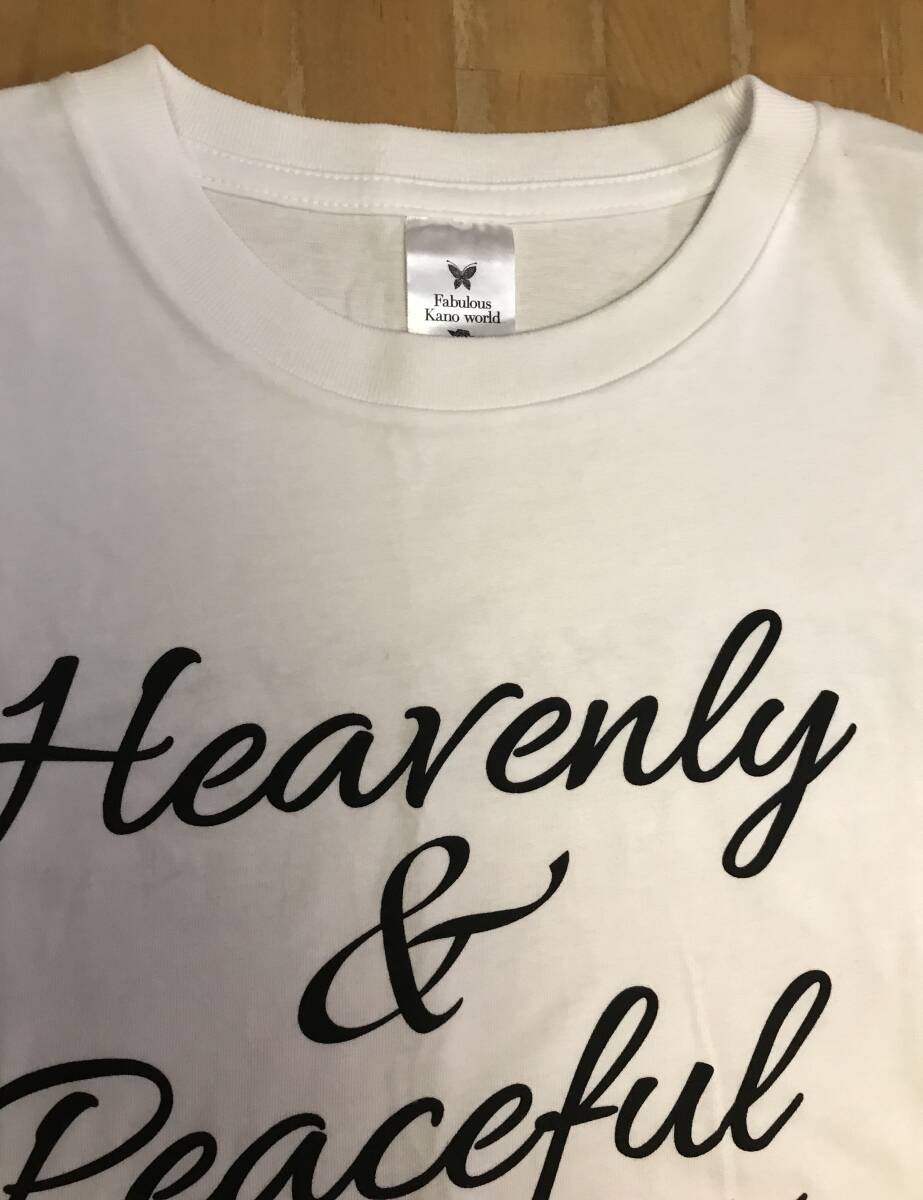 Fabulous
Kano world
Heavenly
&
Peaceful